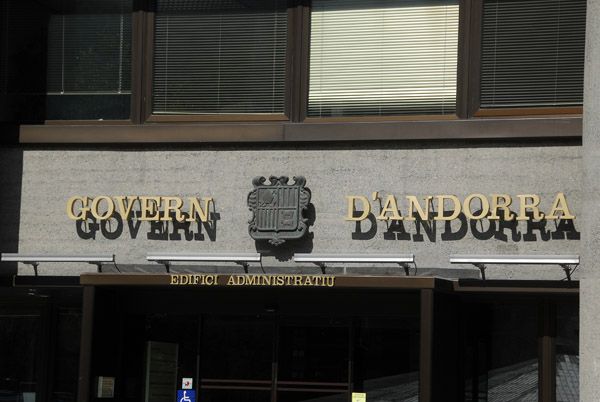 GOVERN D'ANDORRA
EDIFICI ADMINISTRATIU